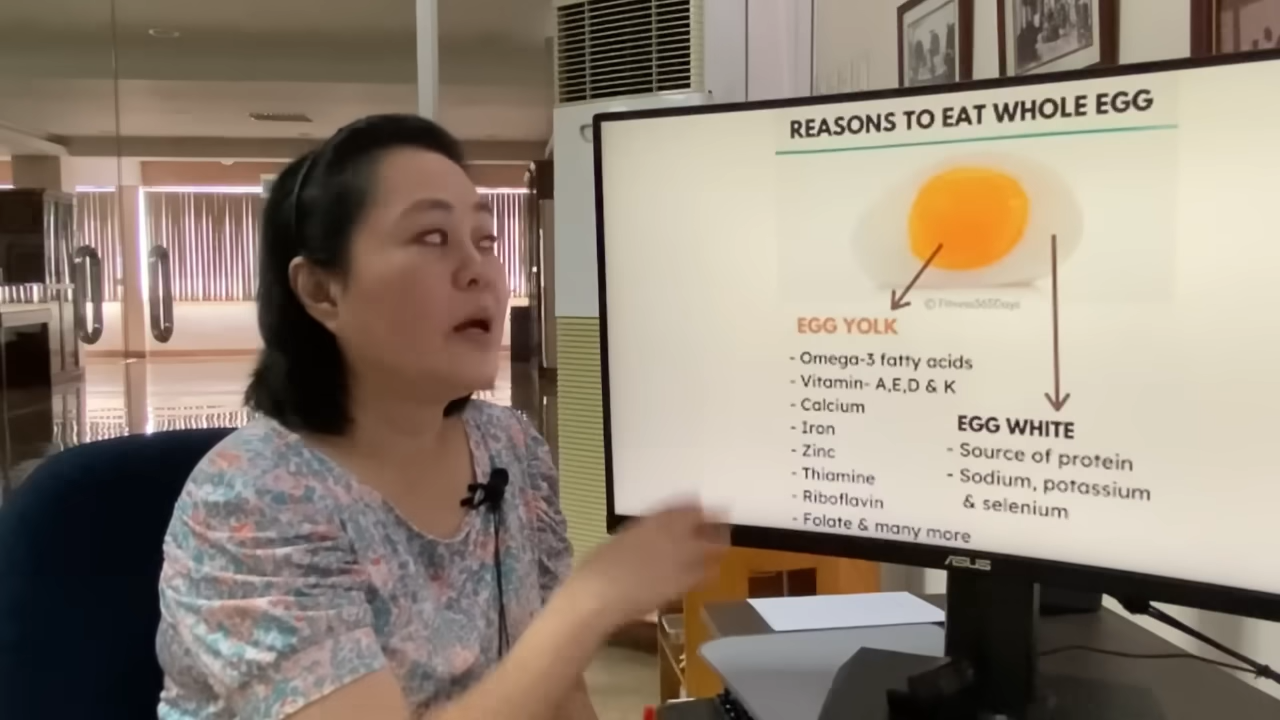 REASONS TO EAT WHOLE EGG
© Fitness365Days
EGG YOLK
- Omega-3 fatty acids
- Vitamin- A,E,D & K
- Calcium
- Iron
- Zinc
- Thiamine
- Riboflavin
- Folate & many more
EGG WHITE
- Source of protein
- Sodium, potassium
& selenium
ASUS